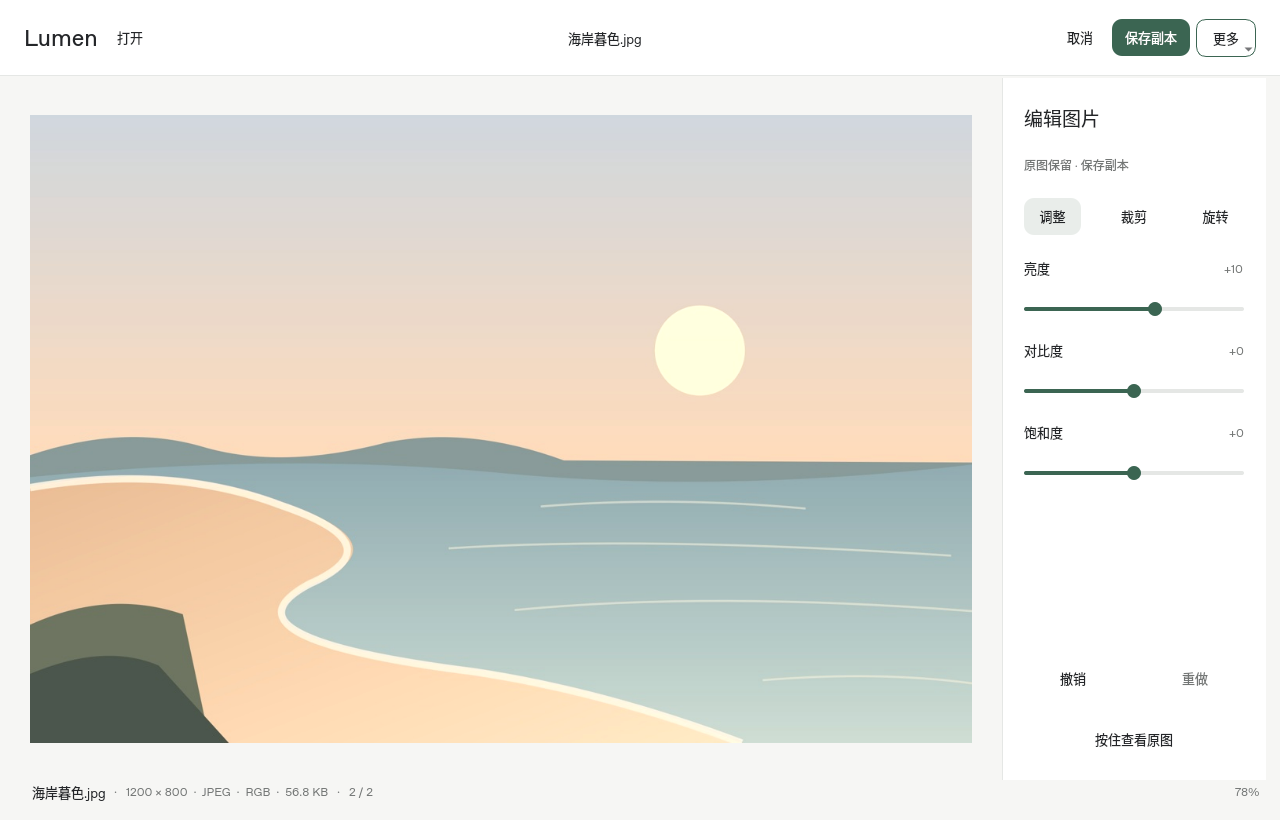 Lumen 打开 海岸暮色.jpg 取消 保存副本 更多
编辑图片
原图保留 · 保存副本
调整 裁剪 旋转
亮度 +10
对比度 +0
饱和度 +0
撤销 重做
按住查看原图
海岸暮色.jpg · 1200 × 800 · JPEG · RGB · 56.8 KB · 2 / 2 78%